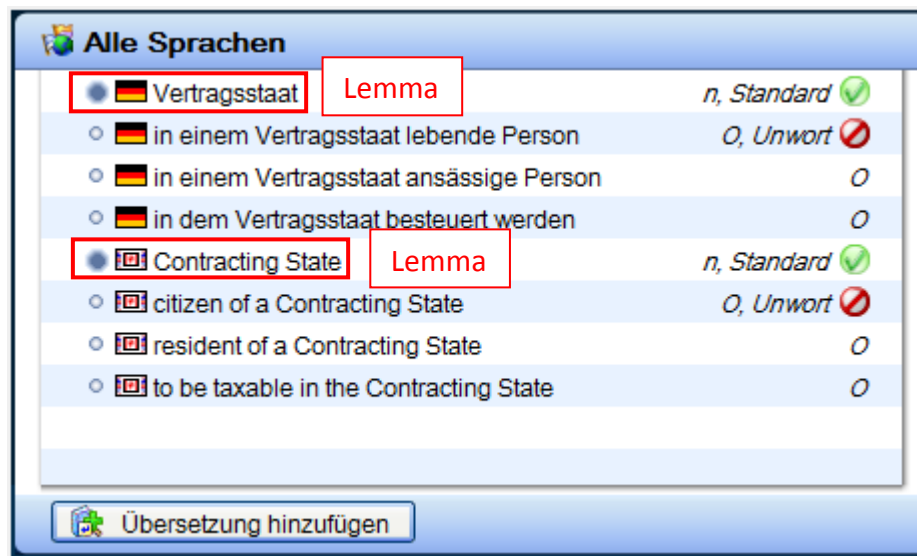 Alle Sprachen
Vertragsstaat Lemma n, Standard
in einem Vertragsstaat lebende Person O, Unwort
in einem Vertragsstaat ansässige Person O
in dem Vertragsstaat besteuert werden O
Contracting State Lemma n, Standard
citizen of a Contracting State O, Unwort
resident of a Contracting State O
to be taxable in the Contracting State O
Übersetzung hinzufügen